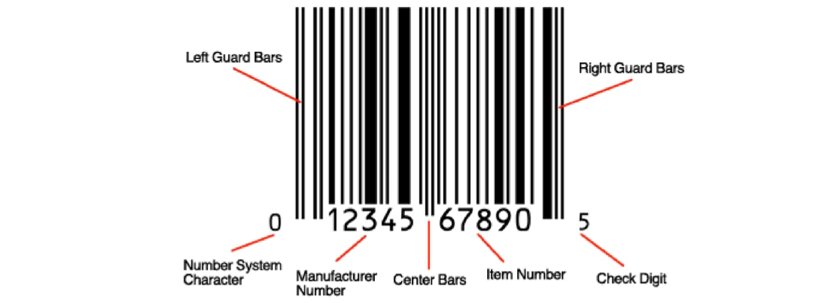 Left Guard Bars
Right Guard Bars
0 12345 67890 5
Number System
Character
Manufacturer
Number
Center Bars
Item Number
Check Digit